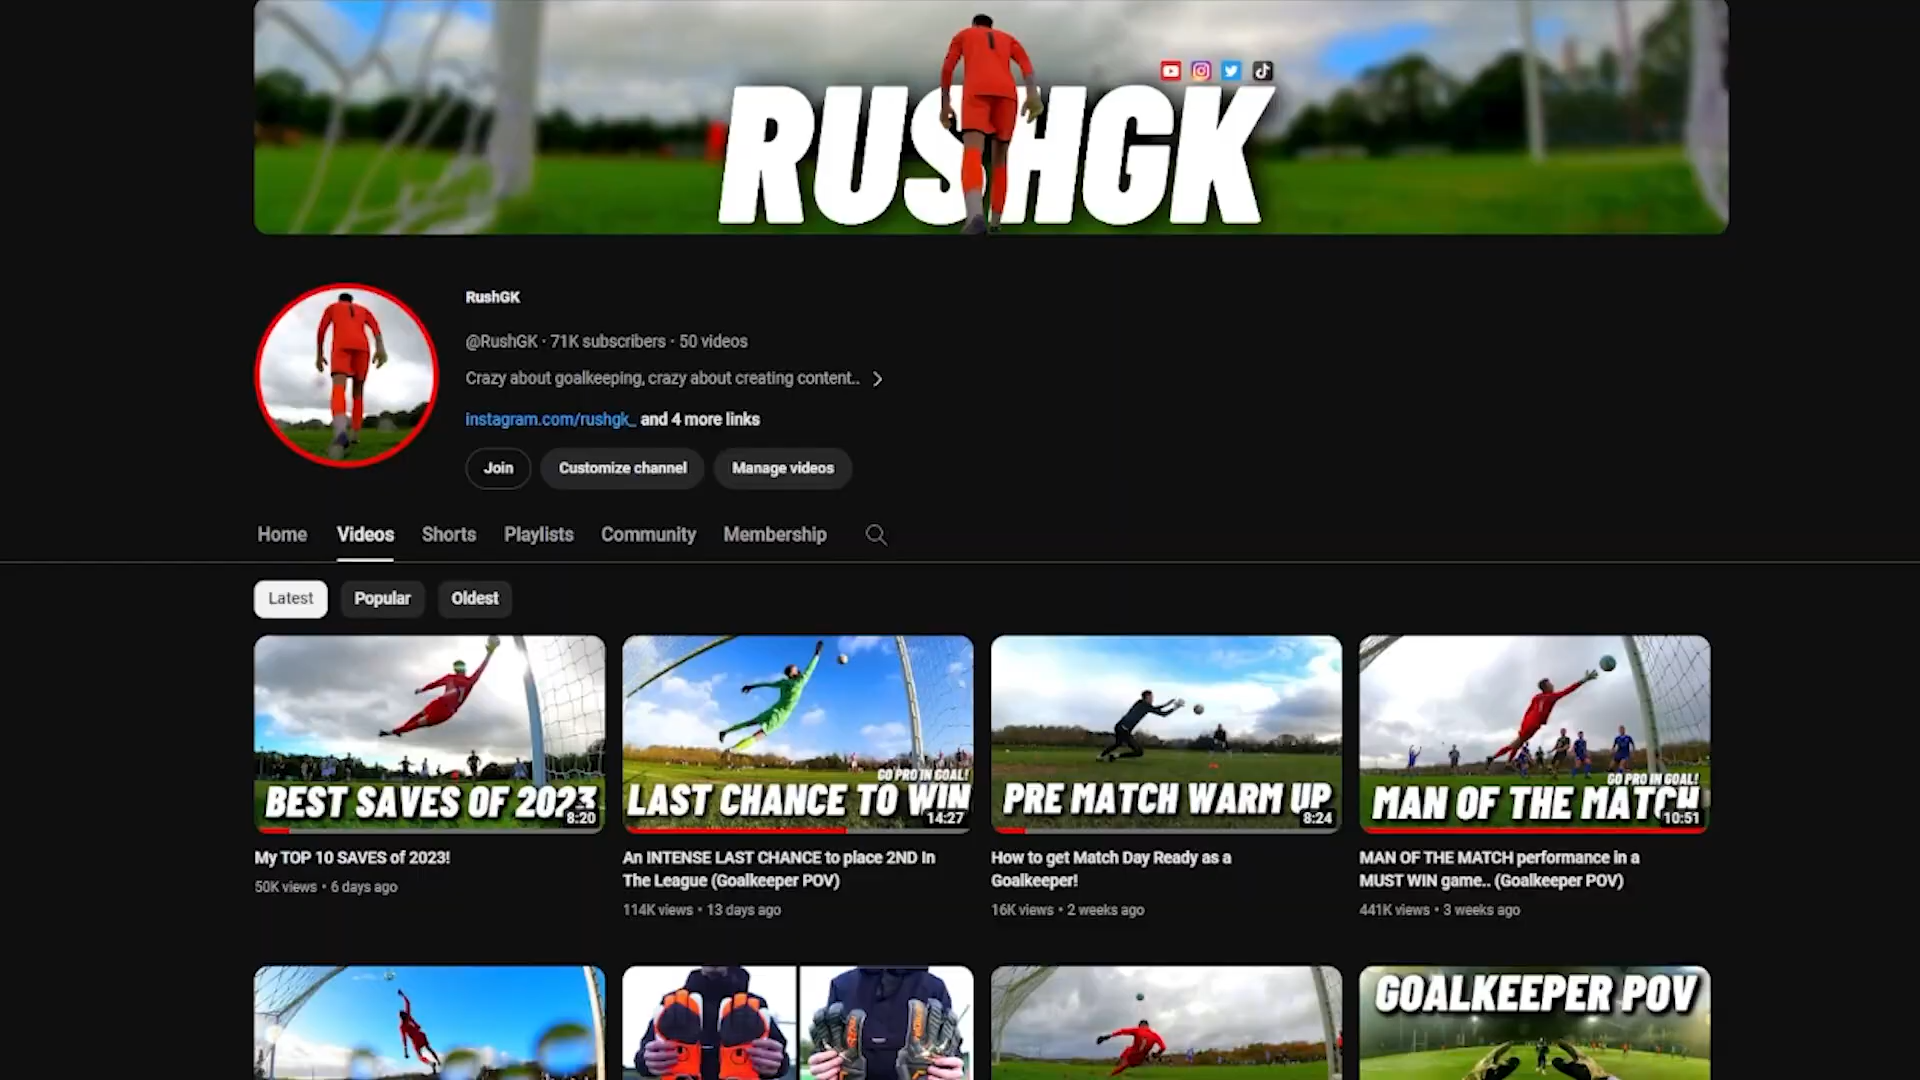 RUSHGK
RushGK
@RushGK · 71K subscribers · 50 videos
Crazy about goalkeeping, crazy about creating content..
instagram.com/rushgk_ and 4 more links
Join Customize channel Manage videos
Home Videos Shorts Playlists Community Membership
Latest Popular Oldest
BEST SAVES OF 2023
8:20
GO PRO IN GOAL!
LAST CHANCE TO WIN
14:27
PRE MATCH WARM UP
8:24
GO PRO IN GOAL!
MAN OF THE MATCH
10:51
My TOP 10 SAVES of 2023!
50K views • 6 days ago
An INTENSE LAST CHANCE to place 2ND In
The League (Goalkeeper POV)
114K views • 13 days ago
How to get Match Day Ready as a
Goalkeeper!
16K views • 2 weeks ago
MAN OF THE MATCH performance in a
MUST WIN game.. (Goalkeeper POV)
441K views • 3 weeks ago
GOALKEEPER POV